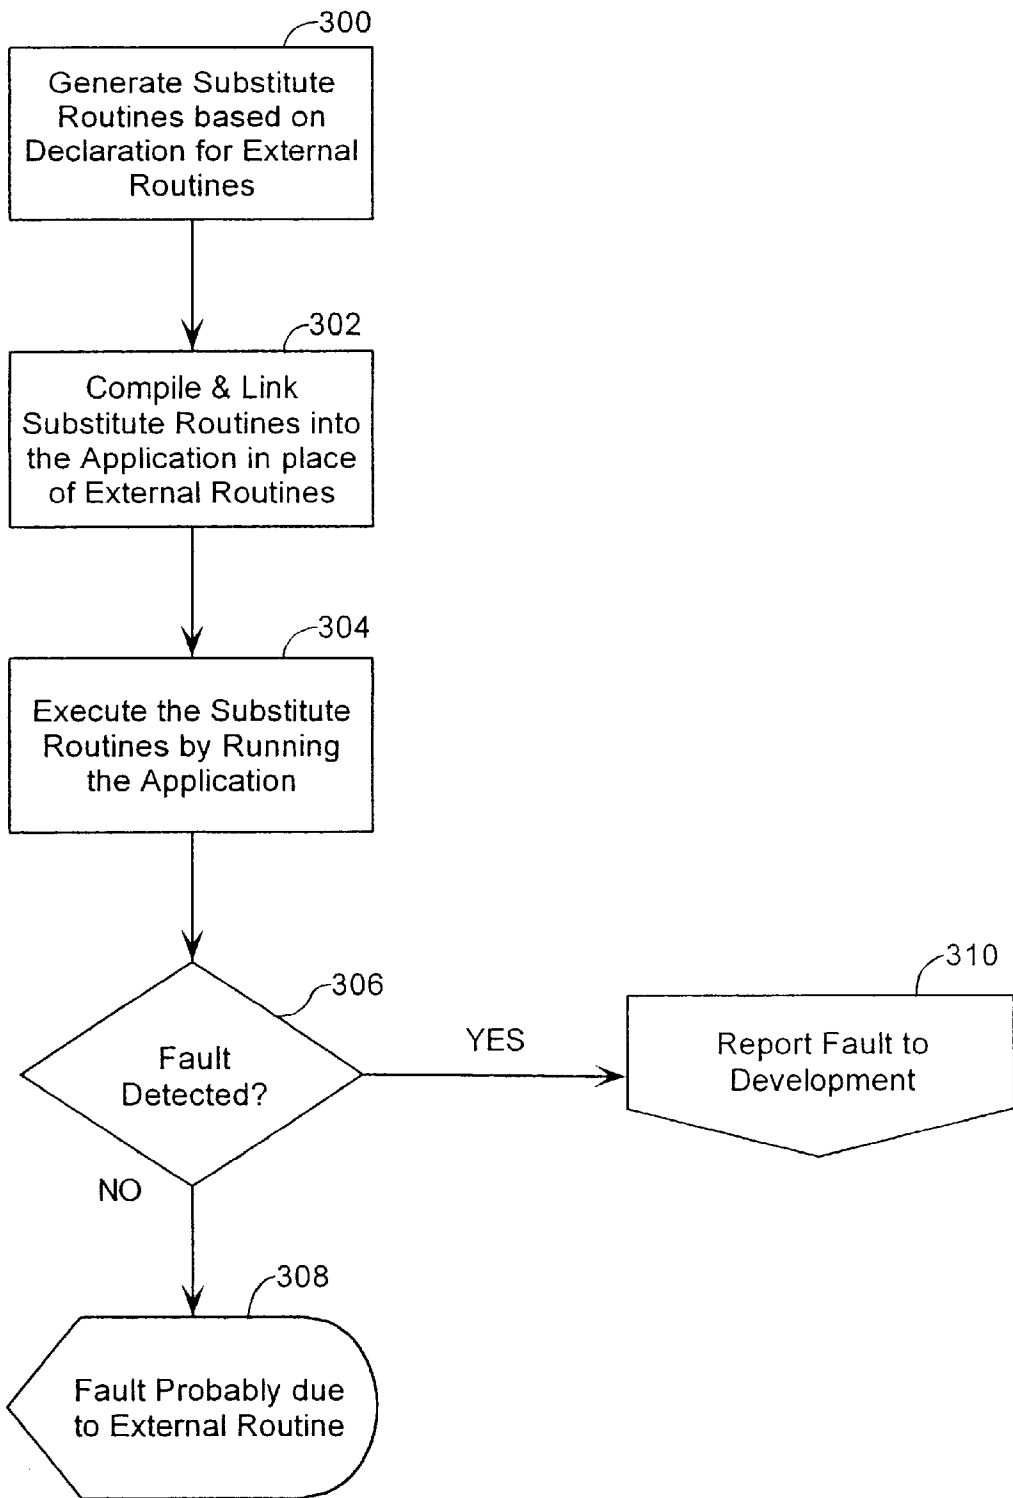 300
Generate Substitute
Routines based on
Declaration for External
Routines
302
Compile & Link
Substitute Routines into
the Application in place
of External Routines
304
Execute the Substitute
Routines by Running
the Application
306
Fault
Detected?
YES
310
Report Fault to
Development
NO
308
Fault Probably due
to External Routine